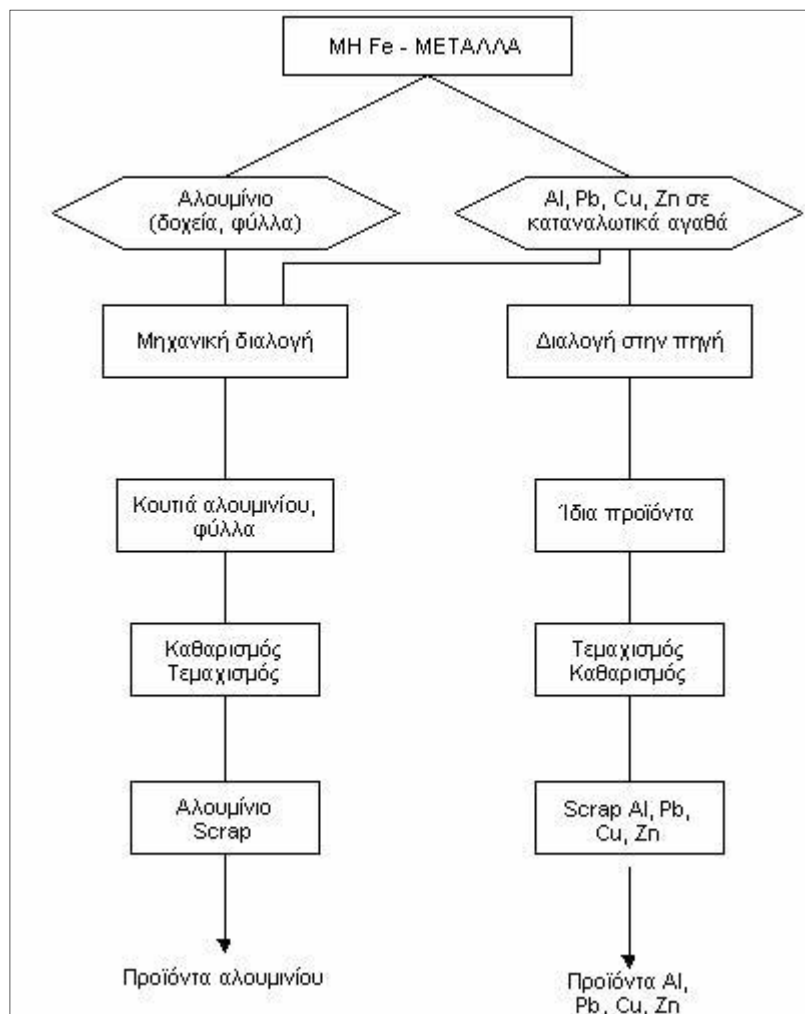 ΜΗ Fe - ΜΕΤΑΛΛΑ
Αλουμίνιο
(δοχεία, φύλλα)
Al, Pb, Cu, Zn σε
καταναλωτικά αγαθά
Μηχανική διαλογή
Διαλογή στην πηγή
Κουτιά αλουμινίου,
φύλλα
Ίδια προϊόντα
Καθαρισμός
Τεμαχισμός
Τεμαχισμός
Καθαρισμός
Αλουμίνιο
Scrap
Scrap Al, Pb,
Cu, Zn
Προϊόντα αλουμινίου
Προϊόντα Al,
Pb, Cu, Zn